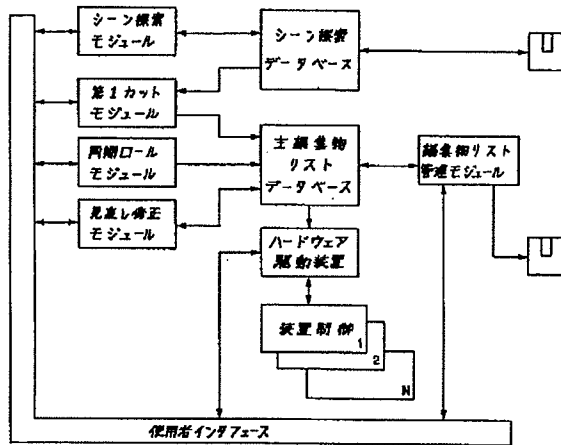 シーン探索
モジュール
シーン探索
データベース
第1カット
モジュール
同期ロール
モジュール
主編集物
リスト
データベース
編集物リスト
管理モジュール
見直し修正
モジュール
ハードウェア
駆動装置
装置制御
1
2
N
使用者インタフェース